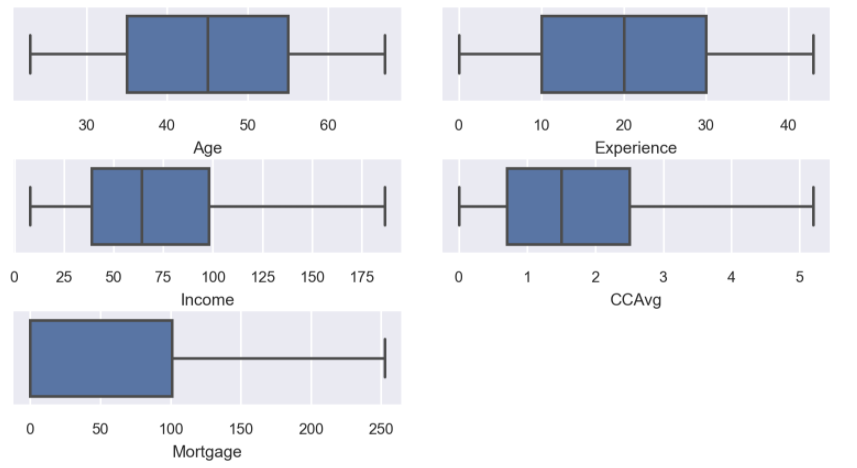 30 40 50 60
Age
0 10 20 30 40
Experience
0 25 50 75 100 125 150 175
Income
0 1 2 3 4 5
CCAvg
0 50 100 150 200 250
Mortgage